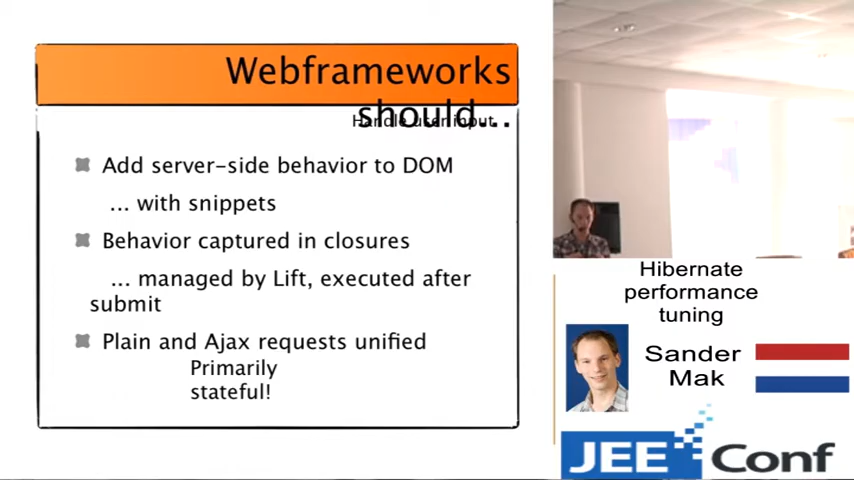 Webframeworks
should...
Handle user input
Add server-side behavior to DOM
... with snippets
Behavior captured in closures
... managed by Lift, executed after
submit
Plain and Ajax requests unified
Primarily
stateful!
Hibernate
performance
tuning
Sander
Mak
JEE Conf